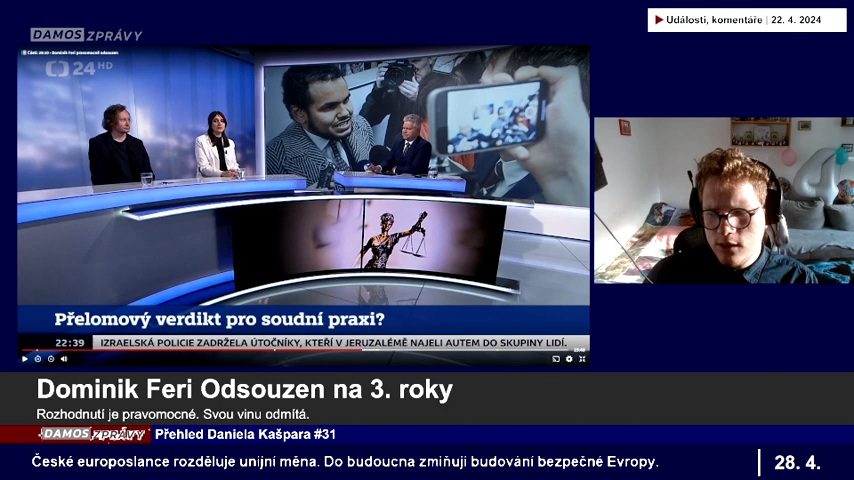 Události, komentáře | 22. 4. 2024
DAMOS ZPRÁVY
24 HD
Přelomový verdikt pro soudní praxi?
22:39 IZRAELSKÁ POLICIE ZADRŽELA ÚTOČNÍKY, KTEŘÍ V JERUZALÉMĚ NAJELI AUTEM DO SKUPINY LIDÍ.
Dominik Feri Odsouzen na 3. roky
Rozhodnutí je pravomocné. Svou vinu odmítá.
DAMOS ZPRÁVY Přehled Daniela Kašpara #31
České europoslance rozděluje unijní měna. Do budoucna zmiňují budování bezpečné Evropy.
28. 4.